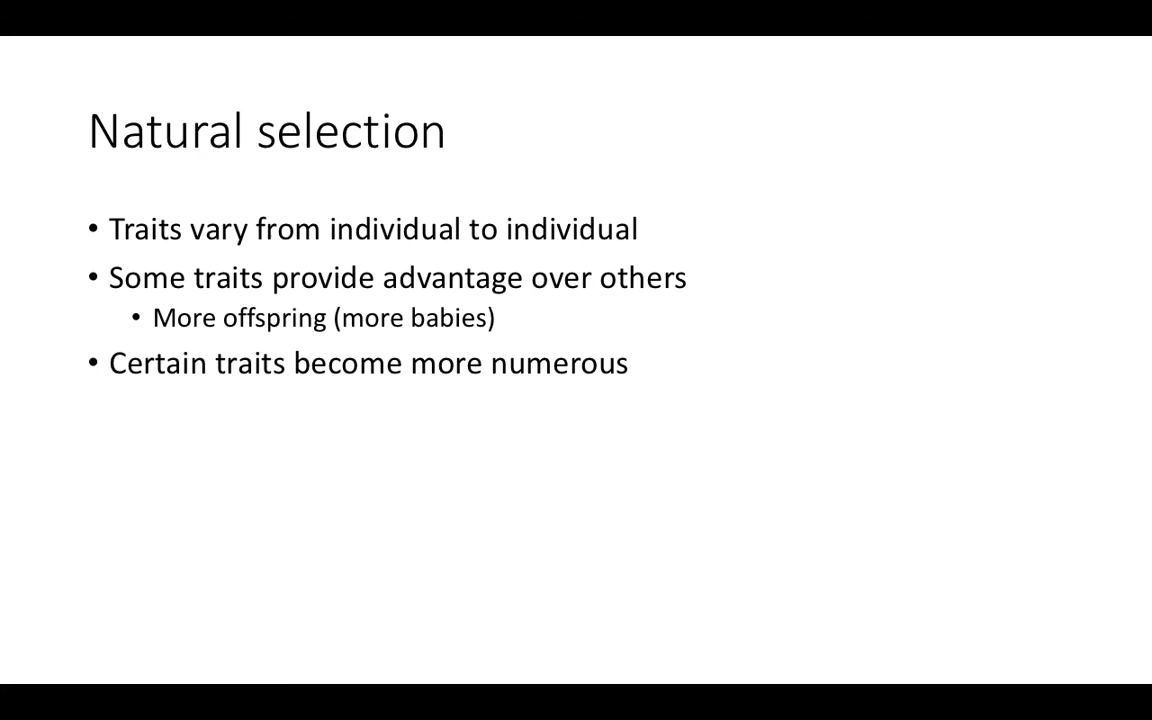 Natural selection
• Traits vary from individual to individual
• Some traits provide advantage over others
• More offspring (more babies)
• Certain traits become more numerous